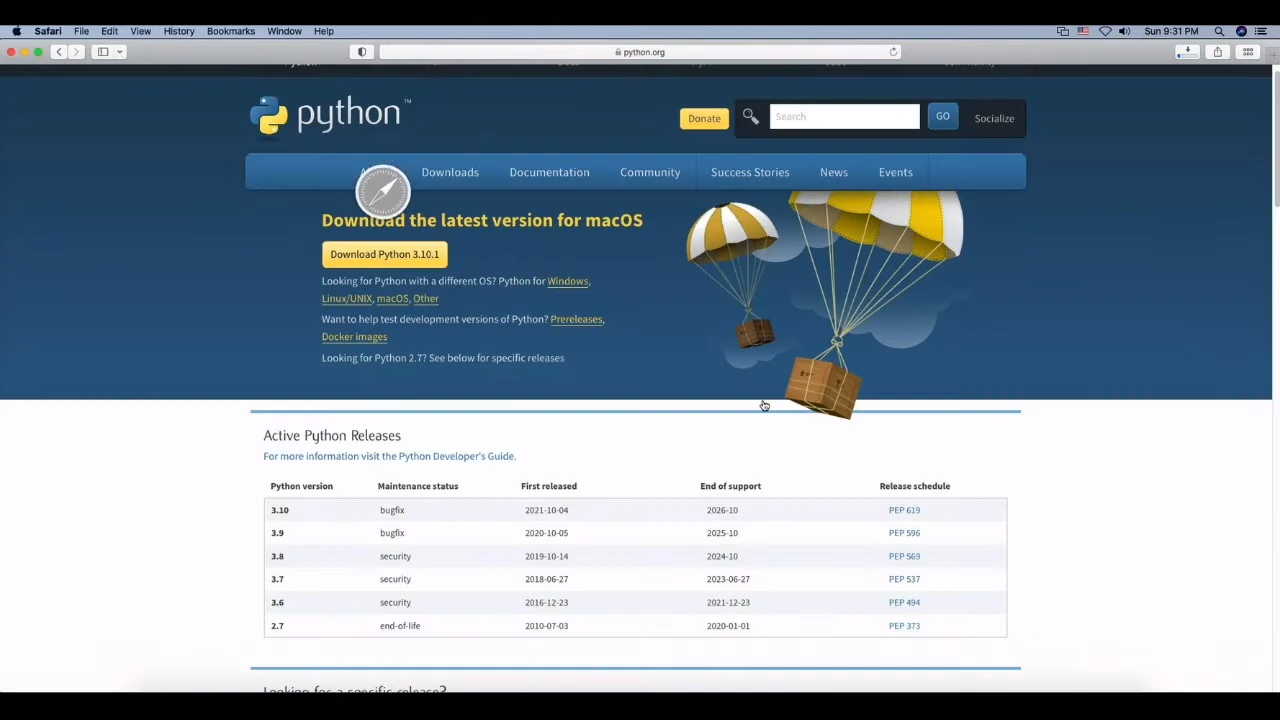 Safari File Edit View History Bookmarks Window Help Sun 9:31 PM
python.org
python™
Donate Search GO Socialize
Downloads Documentation Community Success Stories News Events
Download the latest version for macOS
Download Python 3.10.1
Looking for Python with a different OS? Python for Windows,
Linux/UNIX, macOS, Other
Want to help test development versions of Python? Prereleases,
Docker images
Looking for Python 2.7? See below for specific releases
Active Python Releases
For more information visit the Python Developer's Guide.
Python version Maintenance status First released End of support Release schedule
3.10 bugfix 2021-10-04 2026-10 PEP 619
3.9 bugfix 2020-10-05 2025-10 PEP 596
3.8 security 2019-10-14 2024-10 PEP 569
3.7 security 2018-06-27 2023-06-27 PEP 537
3.6 security 2016-12-23 2021-12-23 PEP 494
2.7 end-of-life 2010-07-03 2020-01-01 PEP 373
Looking for a specific release?